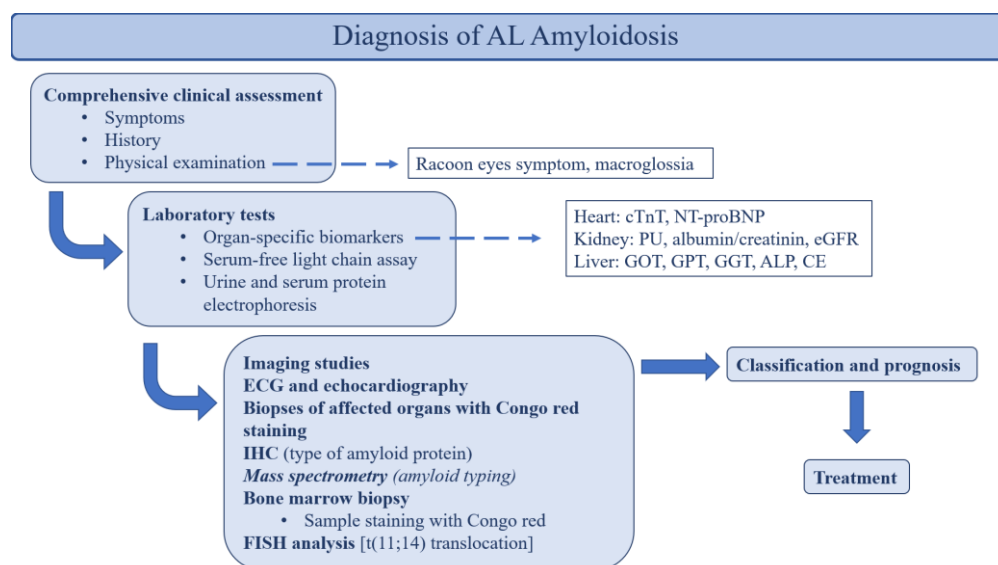 Diagnosis of AL Amyloidosis
Comprehensive clinical assessment
• Symptoms
• History
• Physical examination
Racoon eyes symptom, macroglossia
Laboratory tests
• Organ-specific biomarkers
• Serum-free light chain assay
• Urine and serum protein
electrophoresis
Heart: cTnT, NT-proBNP
Kidney: PU, albumin/creatinin, eGFR
Liver: GOT, GPT, GGT, ALP, CE
Imaging studies
ECG and echocardiography
Biopses of affected organs with Congo red
staining
IHC (type of amyloid protein)
Mass spectrometry (amyloid typing)
Bone marrow biopsy
• Sample staining with Congo red
FISH analysis [t(11;14) translocation]
Classification and prognosis
Treatment